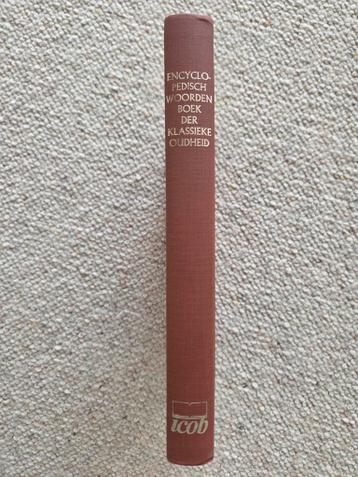 ENCYCLO-
PEDISCH
WOORDEN
BOEK
DER
KLASSIEKE
OUDHEID
icob